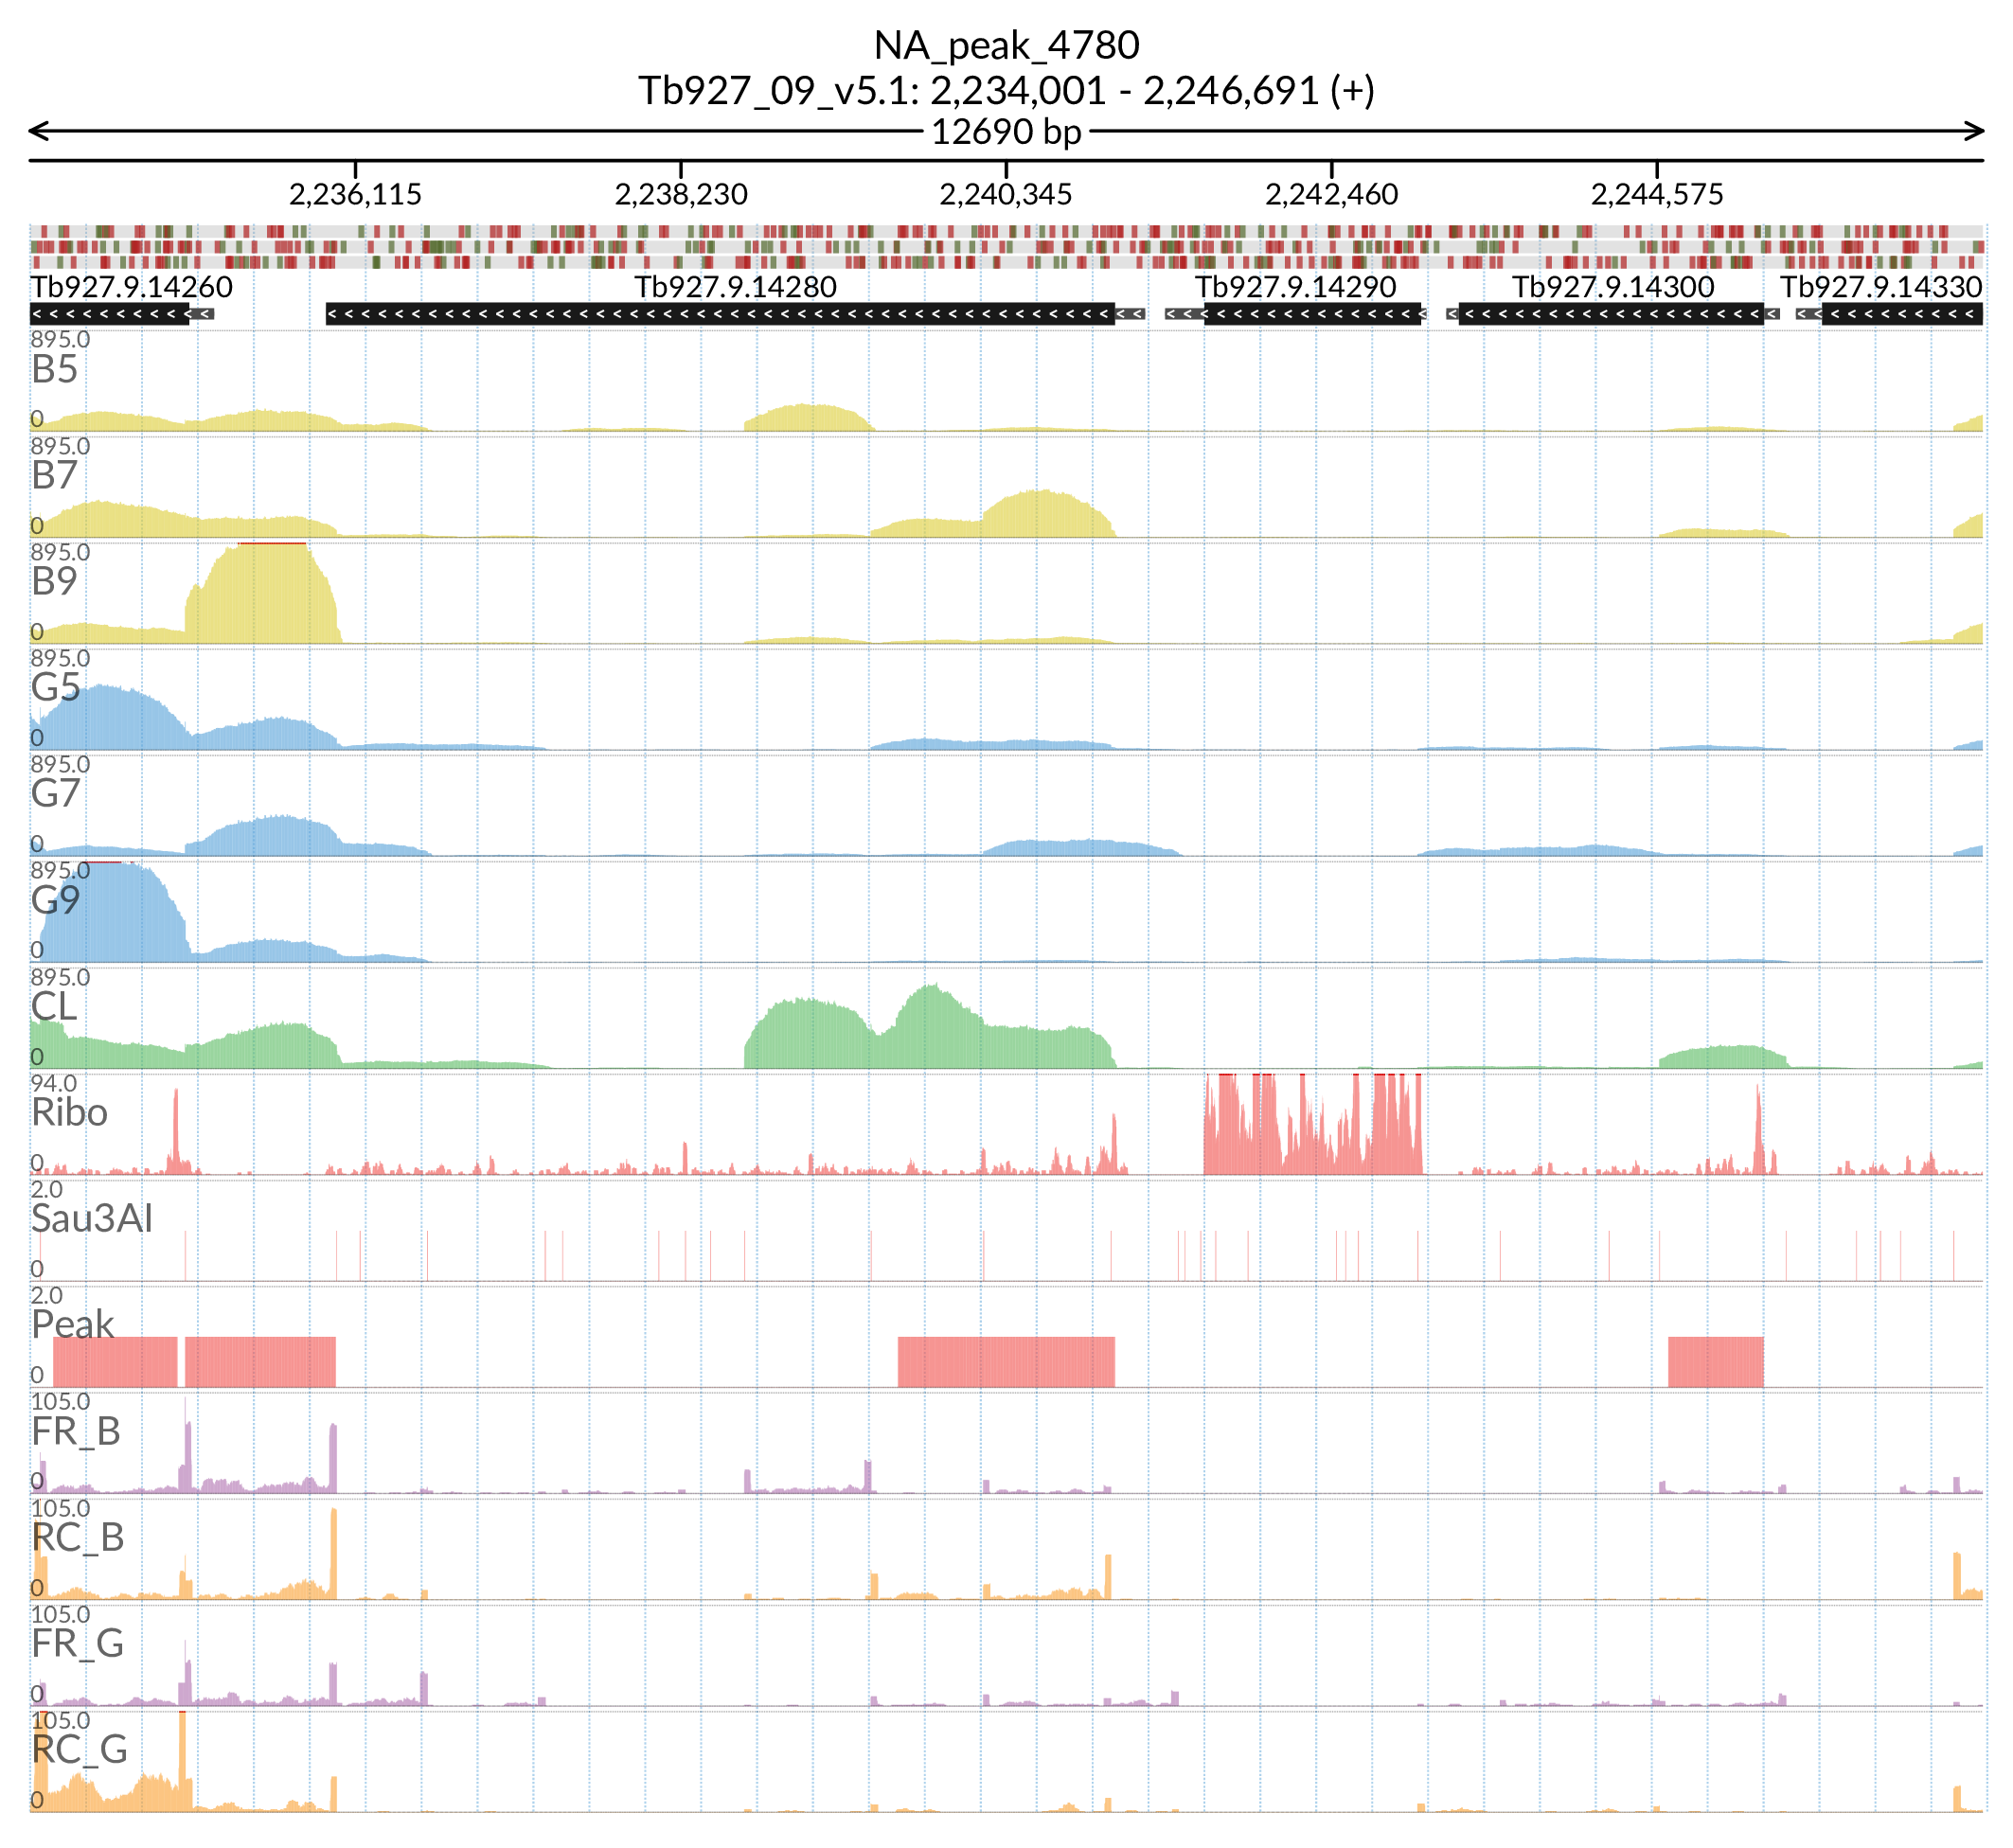 NA_peak_4780
Tb927_09_v5.1: 2,234,001 - 2,246,691 (+)
12690 bp
2,236,115 2,238,230 2,240,345 2,242,460 2,244,575
Tb927.9.14260 Tb927.9.14280 Tb927.9.14290 Tb927.9.14300 Tb927.9.14330
895.0
B5
0
895.0
B7
0
895.0
B9
0
895.0
G5
0
895.0
G7
0
895.0
G9
0
895.0
CL
0
94.0
Ribo
0
2.0
Sau3AI
0
2.0
Peak
0
105.0
FR_B
0
105.0
RC_B
0
105.0
FR_G
0
105.0
RC_G
0